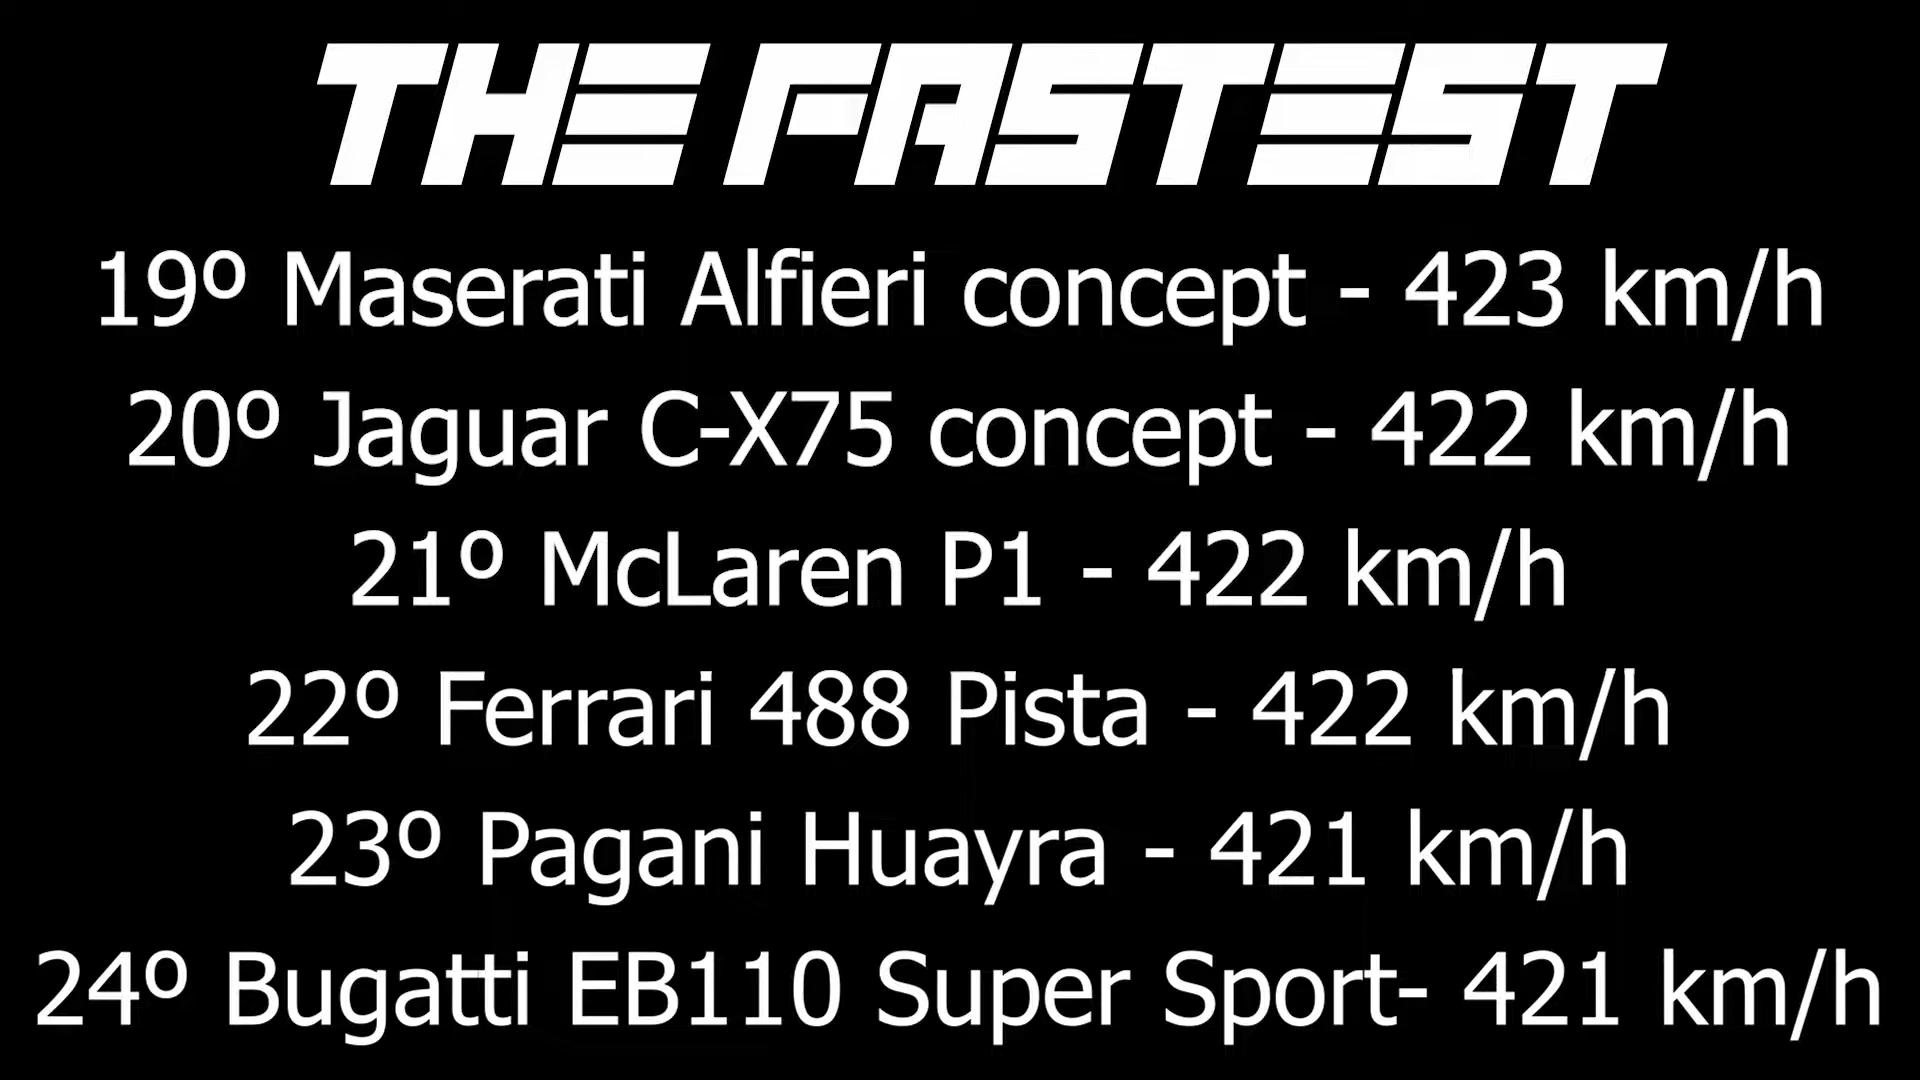 THE FASTEST
19º Maserati Alfieri concept - 423 km/h
20º Jaguar C-X75 concept - 422 km/h
21º McLaren P1 - 422 km/h
22º Ferrari 488 Pista - 422 km/h
23º Pagani Huayra - 421 km/h
24º Bugatti EB110 Super Sport- 421 km/h